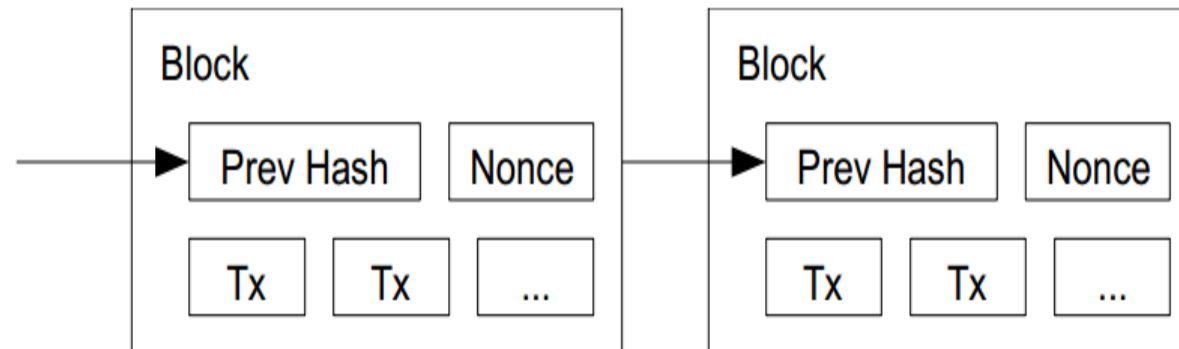 Block
Prev Hash Nonce
Tx Tx ...
Block
Prev Hash Nonce
Tx Tx ...